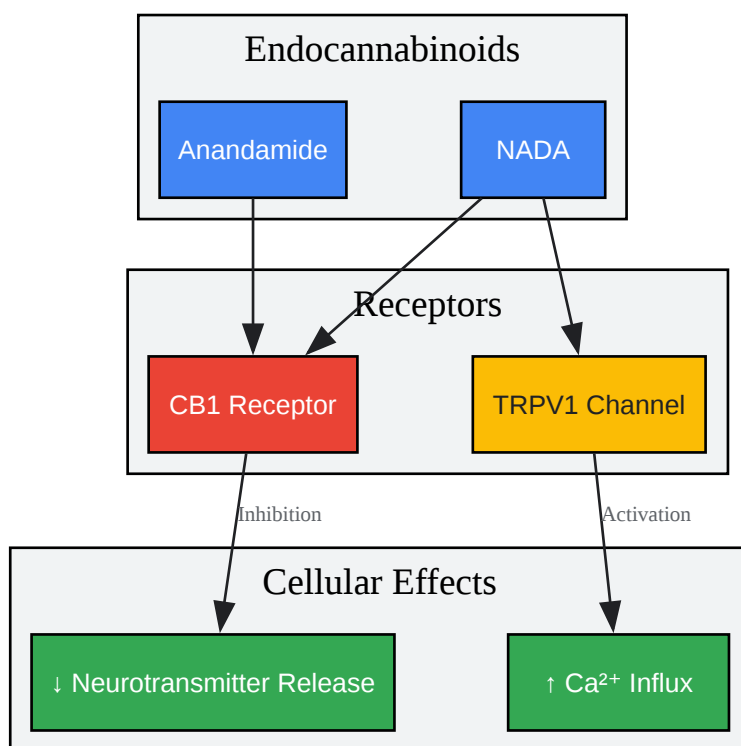 Endocannabinoids
Anandamide
NADA
Receptors
CB1 Receptor
TRPV1 Channel
Inhibition
Activation
Cellular Effects
↓ Neurotransmitter Release
↑ Ca²⁺ Influx